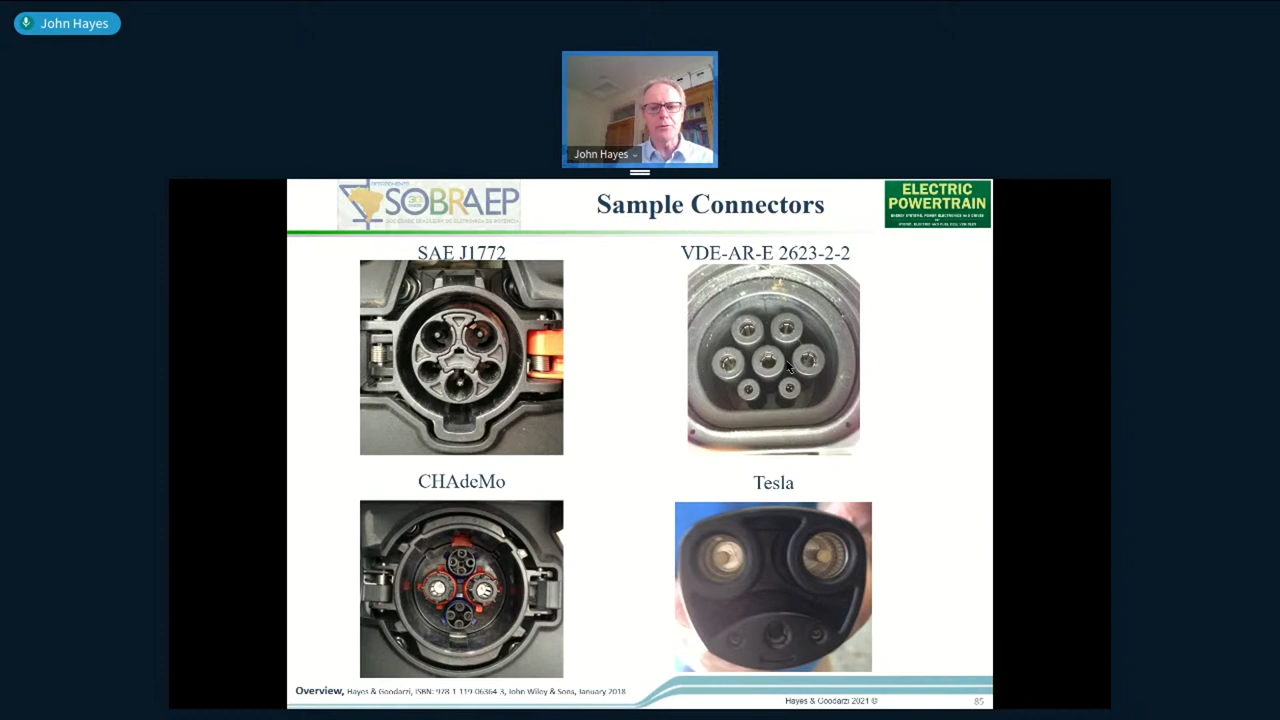 John Hayes
John Hayes
SOBRAEP
Sample Connectors
ELECTRIC
POWERTRAIN
SAE J1772
VDE-AR-E 2623-2-2
CHAdeMo
Tesla
Overview, Hayes & Goodarzi, ISBN: 978-1-119-06364-3, John Wiley & Sons, January 2018
Hayes & Goodarzi 2021 ©
85